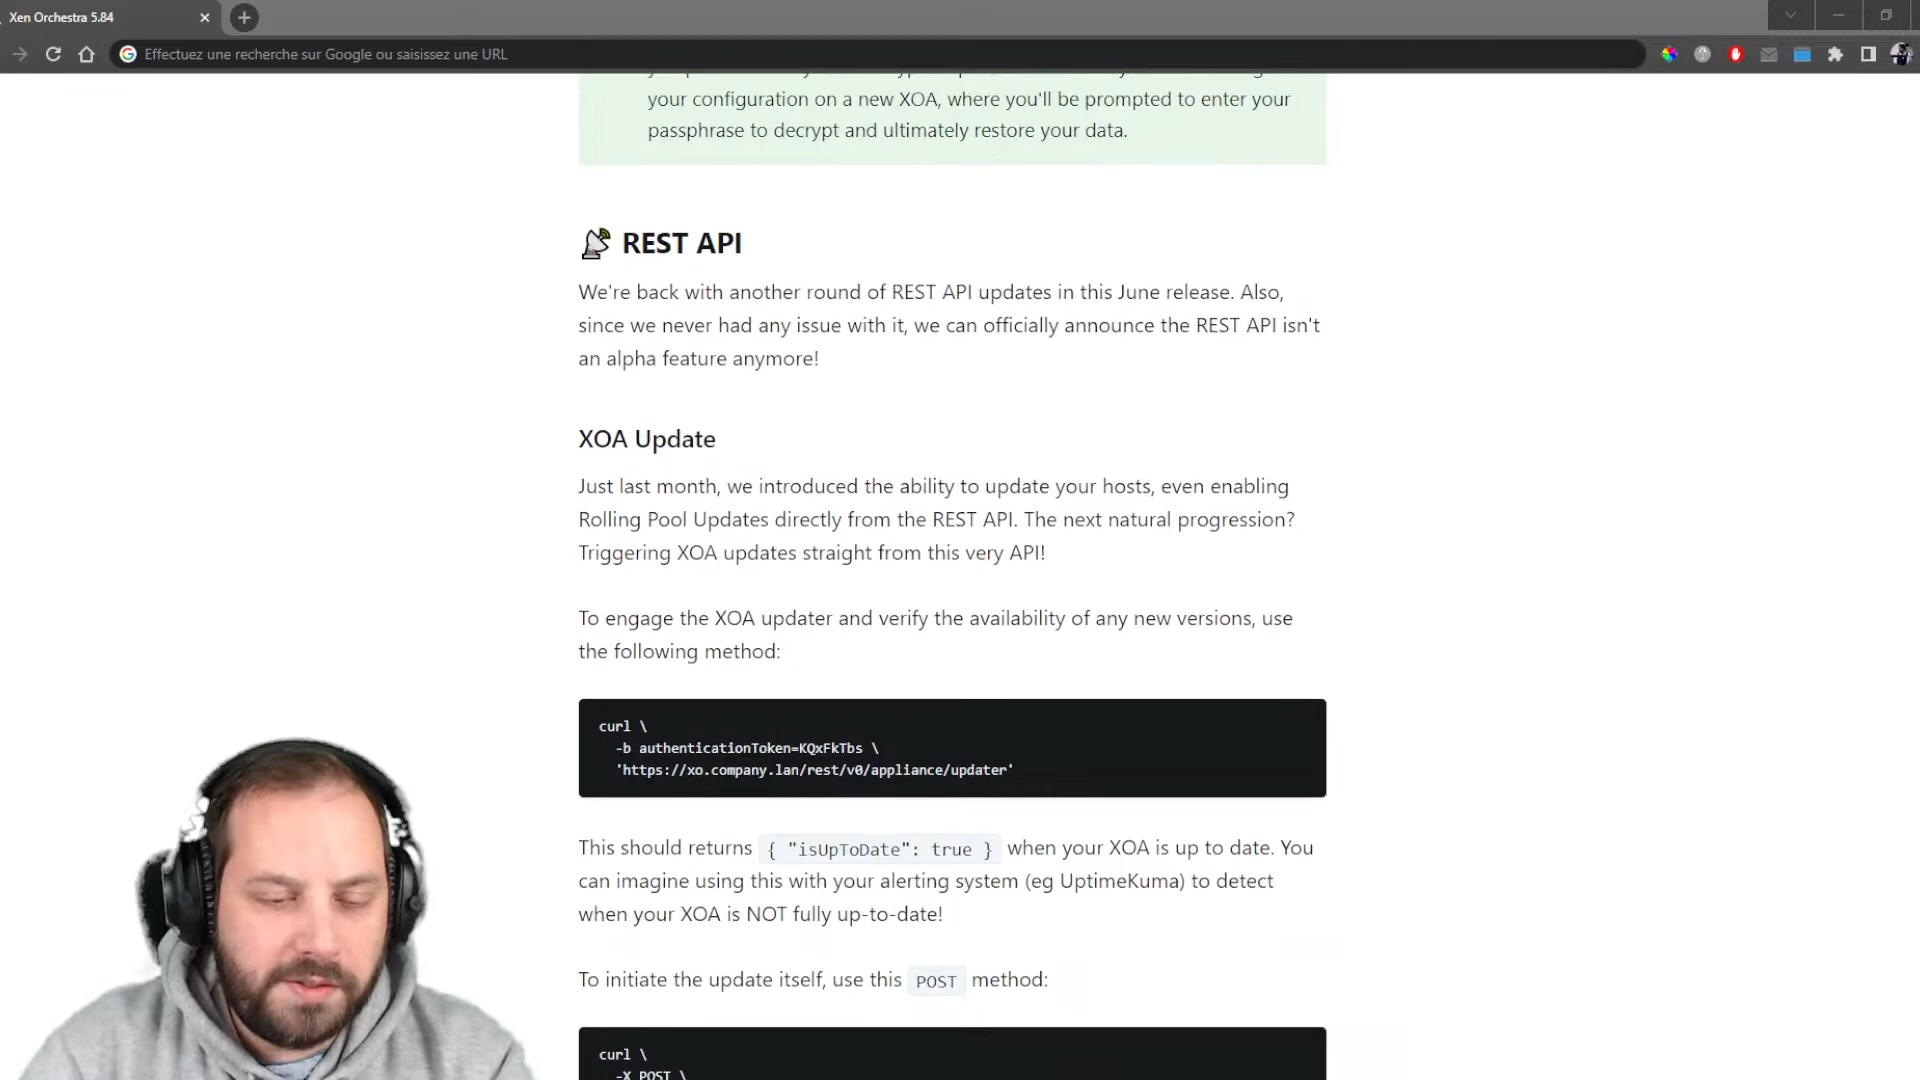 Xen Orchestra 5.84
Effectuez une recherche sur Google ou saisissez une URL
your configuration on a new XOA, where you'll be prompted to enter your
passphrase to decrypt and ultimately restore your data.
REST API
We're back with another round of REST API updates in this June release. Also,
since we never had any issue with it, we can officially announce the REST API isn't
an alpha feature anymore!
XOA Update
Just last month, we introduced the ability to update your hosts, even enabling
Rolling Pool Updates directly from the REST API. The next natural progression?
Triggering XOA updates straight from this very API!
To engage the XOA updater and verify the availability of any new versions, use
the following method:
curl \
-b authenticationToken=KQxFkTbs \
'https://xo.company.lan/rest/v0/appliance/updater'
This should returns { "isUpToDate": true } when your XOA is up to date. You
can imagine using this with your alerting system (eg UptimeKuma) to detect
when your XOA is NOT fully up-to-date!
To initiate the update itself, use this POST method:
curl \
-X POST \